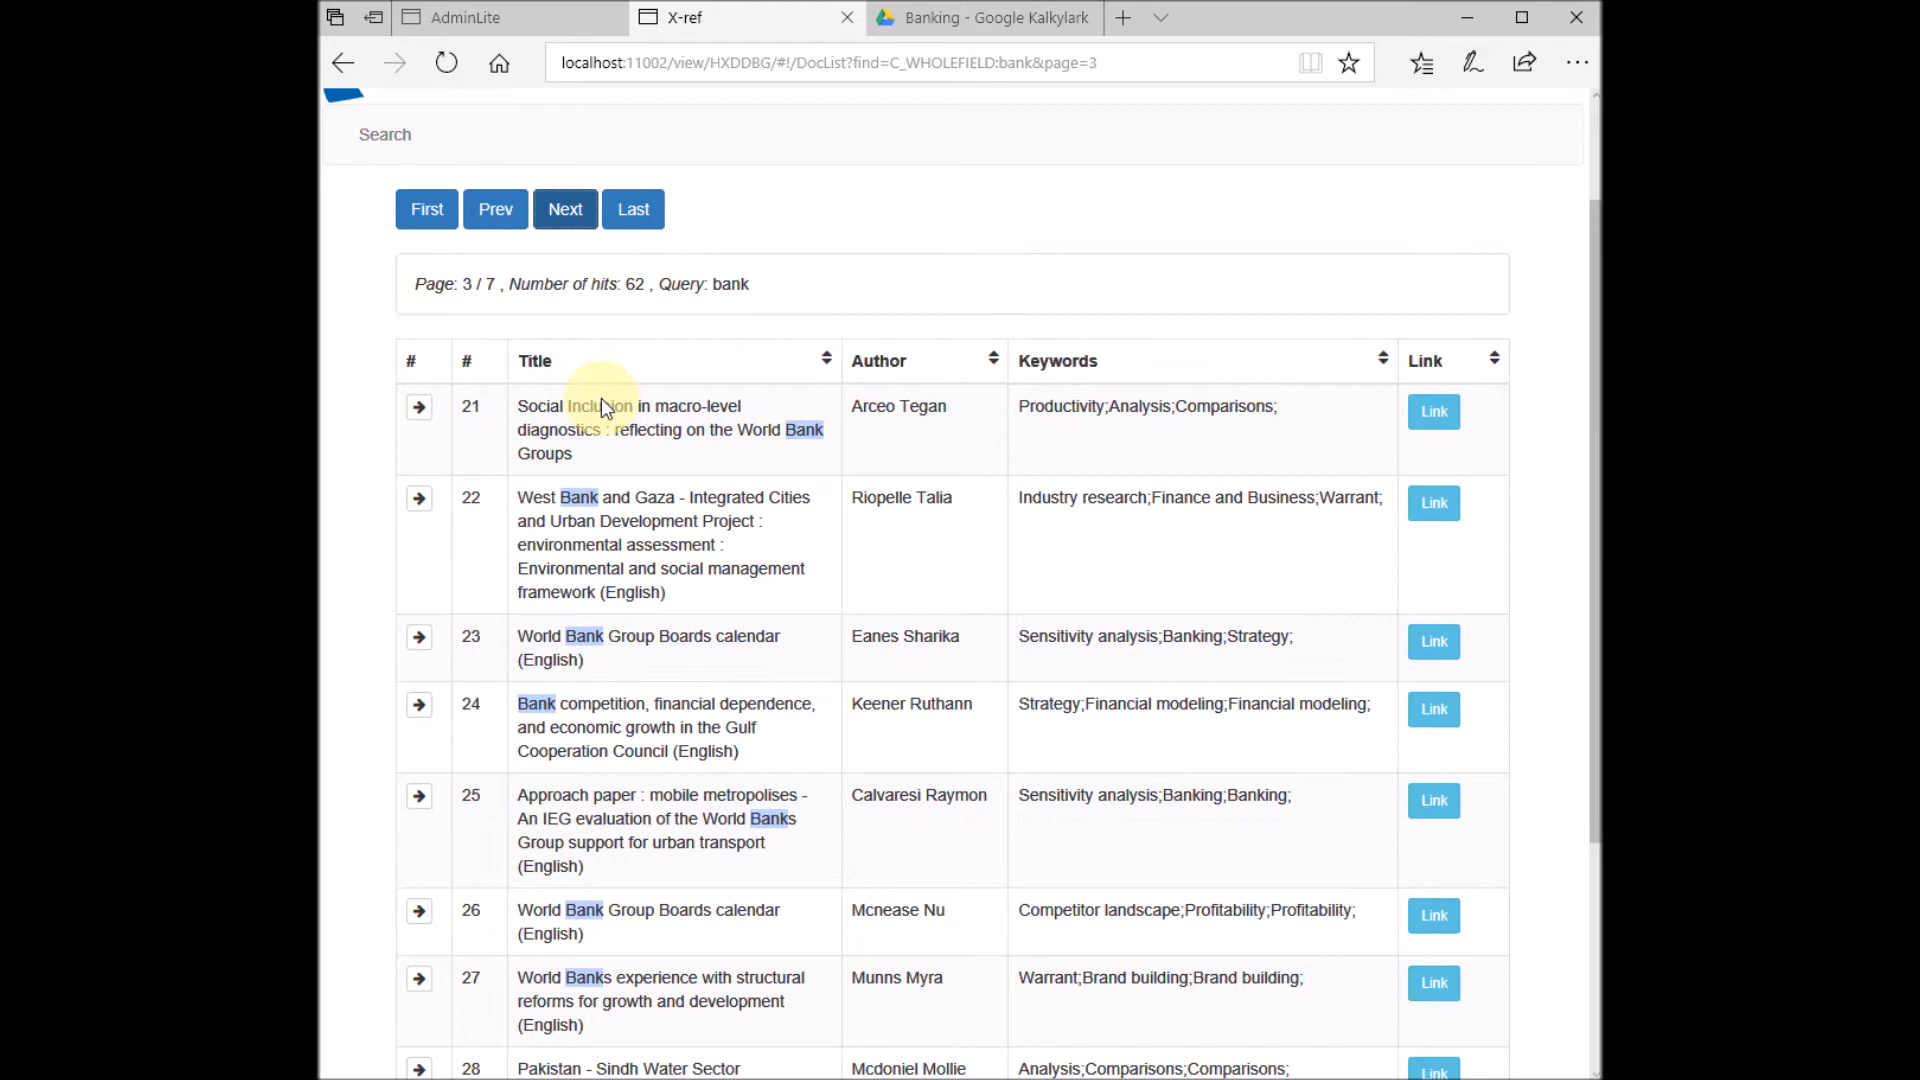 AdminLite
X-ref
Banking - Google Kalkylark
localhost:11002/view/HXDDBG/#!/DocList?find=C_WHOLEFIELD:bank&page=3
Search
First Prev Next Last
Page: 3 / 7 , Number of hits: 62 , Query: bank
# # Title Author Keywords Link
21 Social Inclusion in macro-level Arceo Tegan Productivity;Analysis;Comparisons; Link
diagnostics : reflecting on the World Bank
Groups
22 West Bank and Gaza - Integrated Cities Riopelle Talia Industry research;Finance and Business;Warrant; Link
and Urban Development Project :
environmental assessment :
Environmental and social management
framework (English)
23 World Bank Group Boards calendar Eanes Sharika Sensitivity analysis;Banking;Strategy; Link
(English)
24 Bank competition, financial dependence, Keener Ruthann Strategy;Financial modeling;Financial modeling; Link
and economic growth in the Gulf
Cooperation Council (English)
25 Approach paper : mobile metropolises - Calvaresi Raymon Sensitivity analysis;Banking;Banking; Link
An IEG evaluation of the World Banks
Group support for urban transport
(English)
26 World Bank Group Boards calendar Mcnease Nu Competitor landscape;Profitability;Profitability; Link
(English)
27 World Banks experience with structural Munns Myra Warrant;Brand building;Brand building; Link
reforms for growth and development
(English)
28 Pakistan - Sindh Water Sector Mcdoniel Mollie Analysis;Comparisons;Comparisons; Link